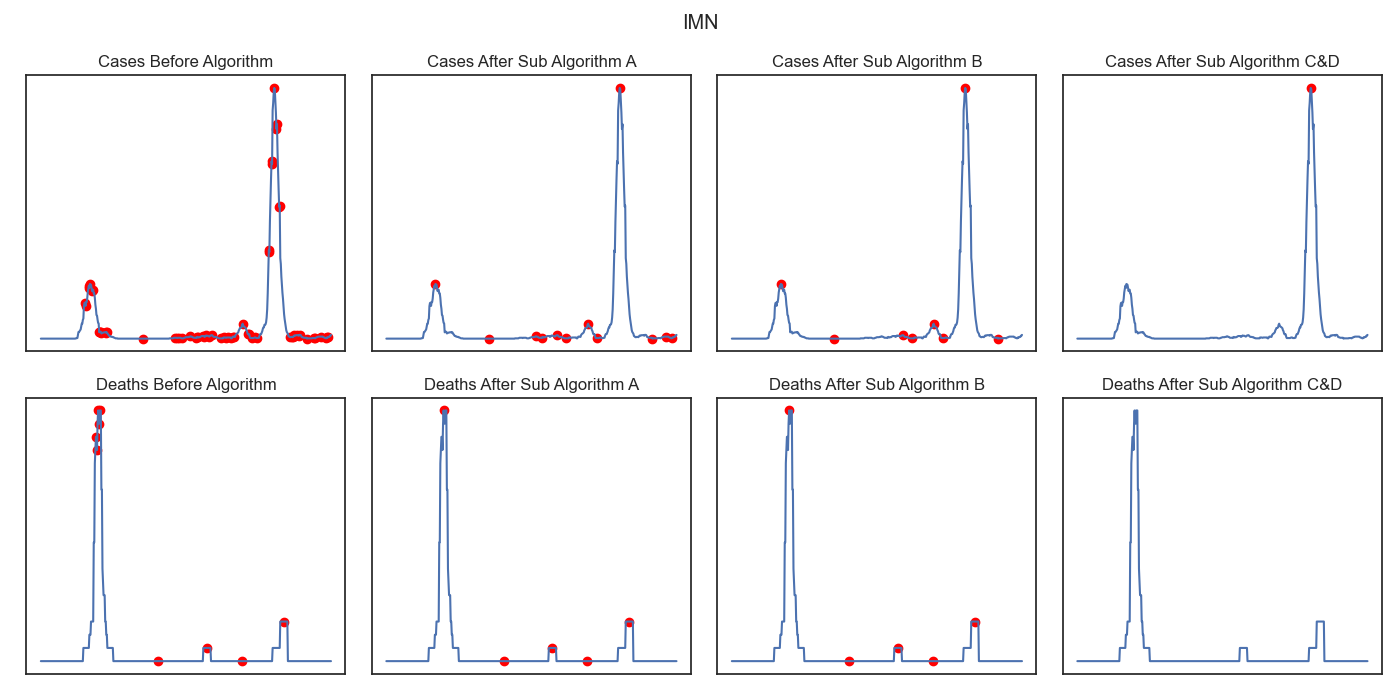 IMN
Cases Before Algorithm
Cases After Sub Algorithm A
Cases After Sub Algorithm B
Cases After Sub Algorithm C&D
Deaths Before Algorithm
Deaths After Sub Algorithm A
Deaths After Sub Algorithm B
Deaths After Sub Algorithm C&D